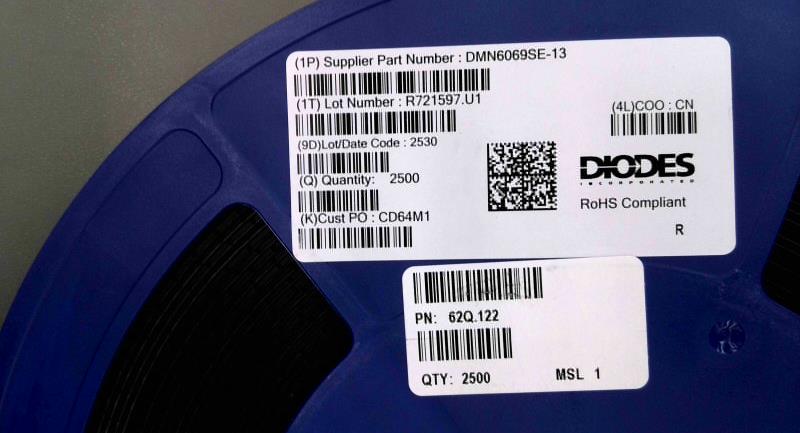 (1P) Supplier Part Number : DMN6069SE-13
(1T) Lot Number : R721597.U1
(4L)COO : CN
(9D)Lot/Date Code : 2530
(Q) Quantity: 2500
DIODES
INCORPORATED
RoHS Compliant
(K)Cust PO : CD64M1
R
PN: 62Q.122
QTY: 2500 MSL 1